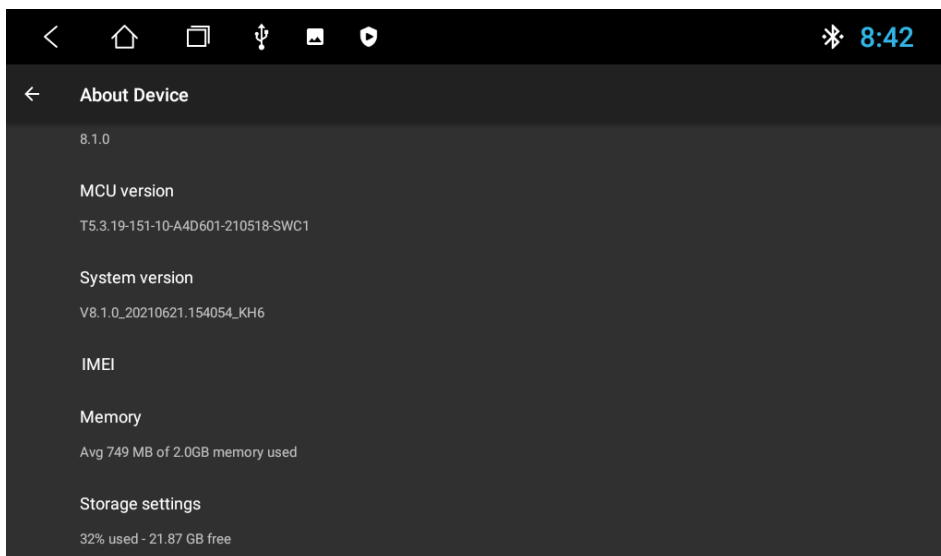 8:42
About Device
8.1.0
MCU version
T5.3.19-151-10-A4D601-210518-SWC1
System version
V8.1.0_20210621.154054_KH6
IMEI
Memory
Avg 749 MB of 2.0GB memory used
Storage settings
32% used - 21.87 GB free